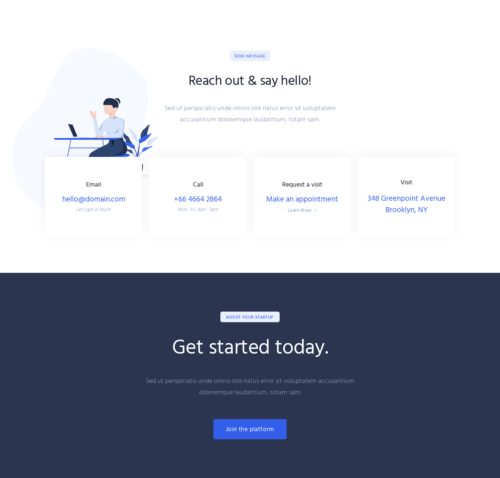 SEND MESSAGE
Reach out & say hello!
Sed ut perspiciatis unde omnis iste natus error sit voluptatem
accusantium doloremque laudantium, totam sam.
Email
hello@domain.com
Let's get in touch
Call
+66 4664 2864
Mon - Fri, 9am - 7pm
Request a visit
Make an appointment
Learn More
Visit
348 Greenpoint Avenue
Brooklyn, NY
BOOST YOUR STARTUP
Get started today.
Sed ut perspiciatis unde omnis iste natus error sit voluptatem accusantium
doloremque laudantium, totam sam.
Join the platform